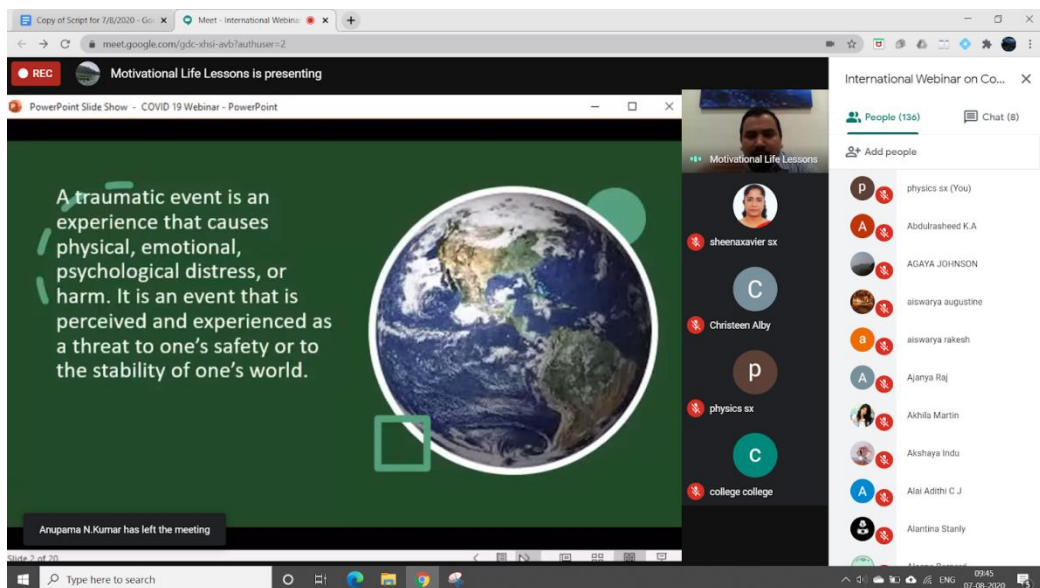 Copy of Script for 7/8/2020 - Go
Meet - International Webina
meet.google.com/gdc-xhsi-avb?authuser=2
REC
Motivational Life Lessons is presenting
PowerPoint Slide Show - COVID 19 Webinar - PowerPoint
A traumatic event is an
experience that causes
physical, emotional,
psychological distress, or
harm. It is an event that is
perceived and experienced as
a threat to one's safety or to
the stability of one's world.
Anupama N.Kumar has left the meeting
Slide 2 of 20
Motivational Life Lessons
sheenaxavier sx
C
Christeen Alby
p
physics sx
c
college college
International Webinar on Co...
People (136)
Chat (8)
Add people
p
physics sx (You)
A
Abdulrasheed K.A
AGAYA JOHNSON
aiswarya augustine
a
aiswarya rakesh
A
Ajanya Raj
Akhila Martin
Akshaya Indu
A
Alai Adithi C J
Alantina Stanly
Type here to search
ENG
09:45
07-08-2020